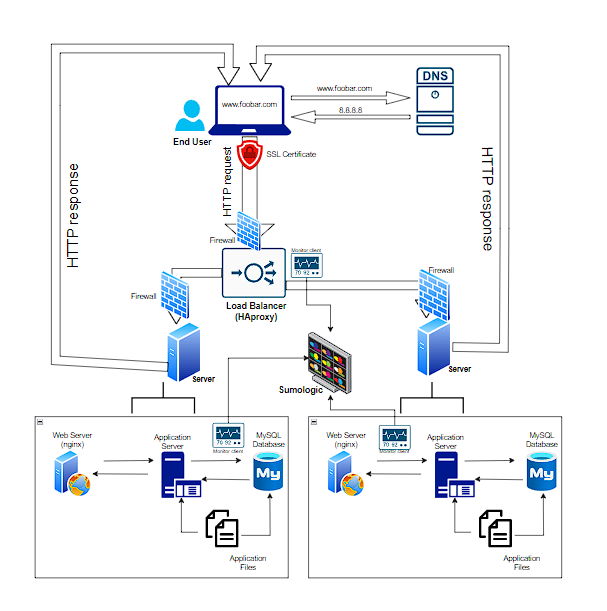 www.foobar.com
DNS
www.foobar.com
8.8.8.8
End User
SSL Certificate
HTTP request
HTTP response
HTTP response
Firewall
Monitor client
70 92
Firewall
Firewall
Load Balancer
(HAproxy)
Server
Server
Sumologic
Web Server
(nginx)
Application
Server
70 92
Monitor client
MySQL
Database
My
Application
Files
Web Server
(nginx)
70 92
Monitor client
Application
Server
MySQL
Database
My
Application
Files